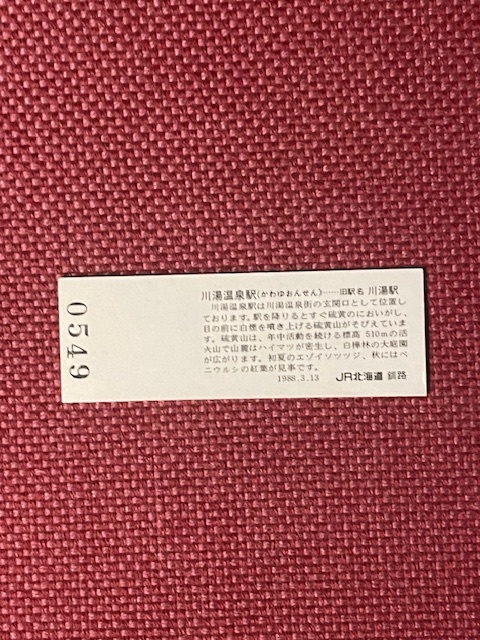 川湯温泉駅(かわゆおんせん)……旧駅名 川湯駅
川湯温泉駅は川湯温泉街の玄関口として位置し
ております。駅を降りるとすぐ硫黄のにおいがし、
目の前に白煙を噴き上げる硫黄山がそびえていま
す。硫黄山は、年中活動を続ける標高 510mの活
火山で山麓はハイマツが密生し、白樺林の大庭園
が広がります。初夏のエゾイソツツジ、秋にはベ
ニウルシの紅葉が見事です。
1988.3.13 JR北海道 釧路
0549